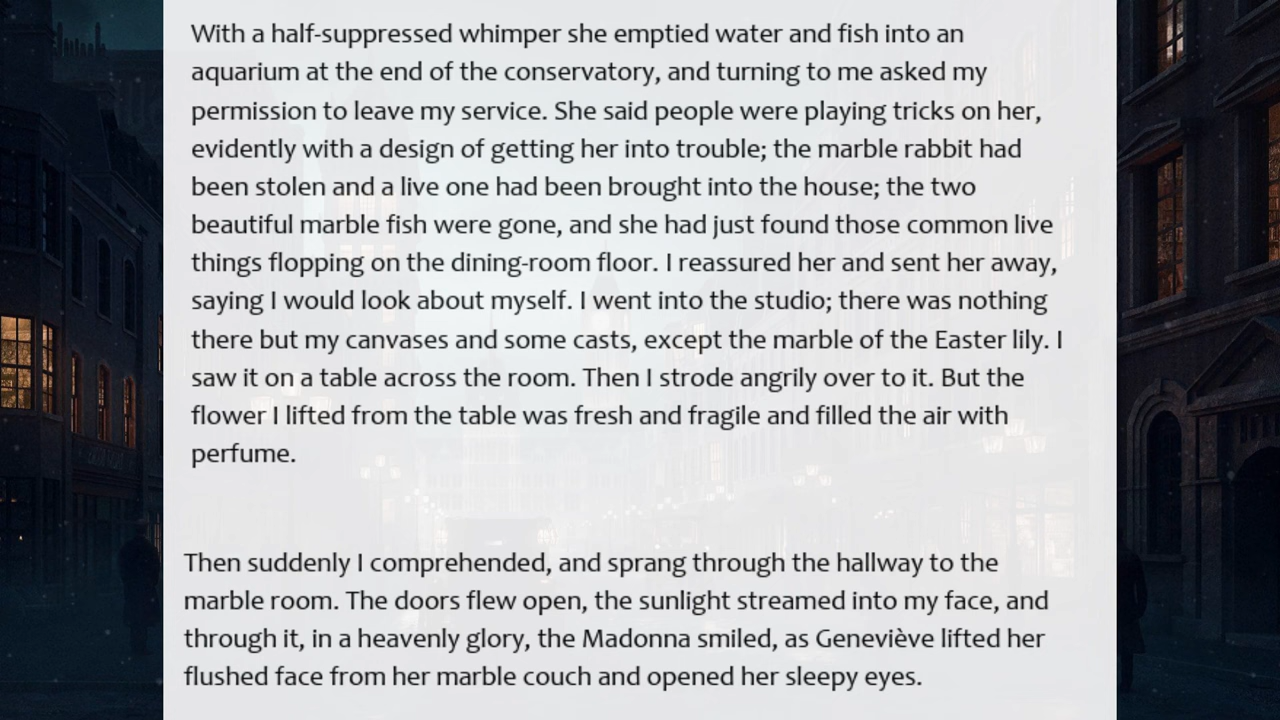 With a half-suppressed whimper she emptied water and fish into an
aquarium at the end of the conservatory, and turning to me asked my
permission to leave my service. She said people were playing tricks on her,
evidently with a design of getting her into trouble; the marble rabbit had
been stolen and a live one had been brought into the house; the two
beautiful marble fish were gone, and she had just found those common live
things flopping on the dining-room floor. I reassured her and sent her away,
saying I would look about myself. I went into the studio; there was nothing
there but my canvases and some casts, except the marble of the Easter lily. I
saw it on a table across the room. Then I strode angrily over to it. But the
flower I lifted from the table was fresh and fragile and filled the air with
perfume.
Then suddenly I comprehended, and sprang through the hallway to the
marble room. The doors flew open, the sunlight streamed into my face, and
through it, in a heavenly glory, the Madonna smiled, as Geneviève lifted her
flushed face from her marble couch and opened her sleepy eyes.